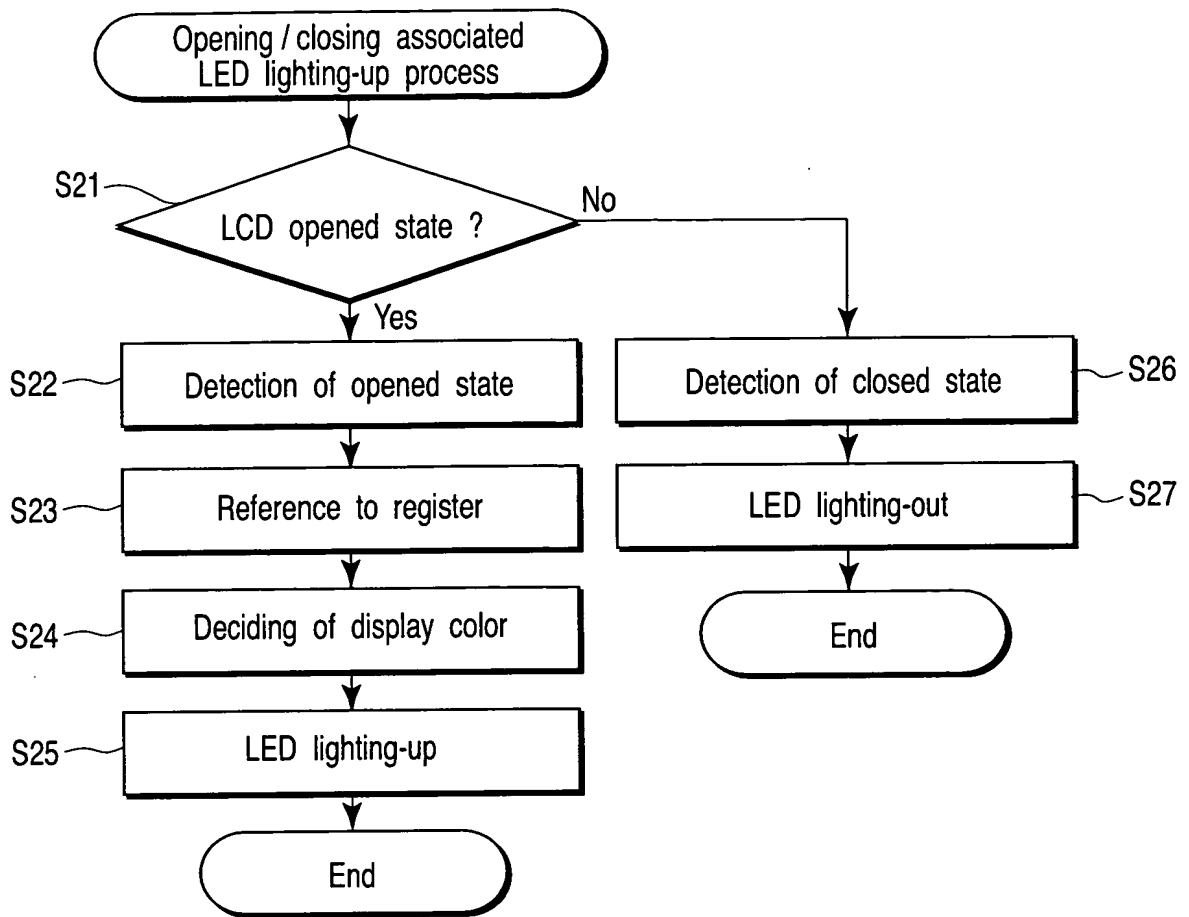 Opening / closing associated
LED lighting-up process
S21
LCD opened state ?
No
Yes
S22
Detection of opened state
Detection of closed state
S26
S23
Reference to register
LED lighting-out
S27
S24
Deciding of display color
End
S25
LED lighting-up
End